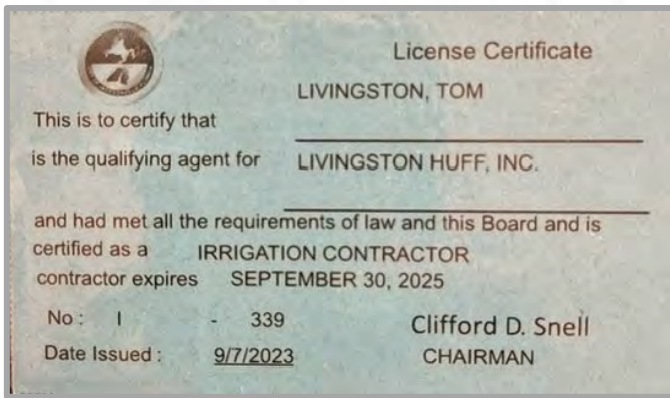 License Certificate
LIVINGSTON, TOM
This is to certify that
is the qualifying agent for LIVINGSTON HUFF, INC.
and had met all the requirements of law and this Board and is
certified as a IRRIGATION CONTRACTOR
contractor expires SEPTEMBER 30, 2025
No : I - 339
Clifford D. Snell
Date Issued : 9/7/2023 CHAIRMAN